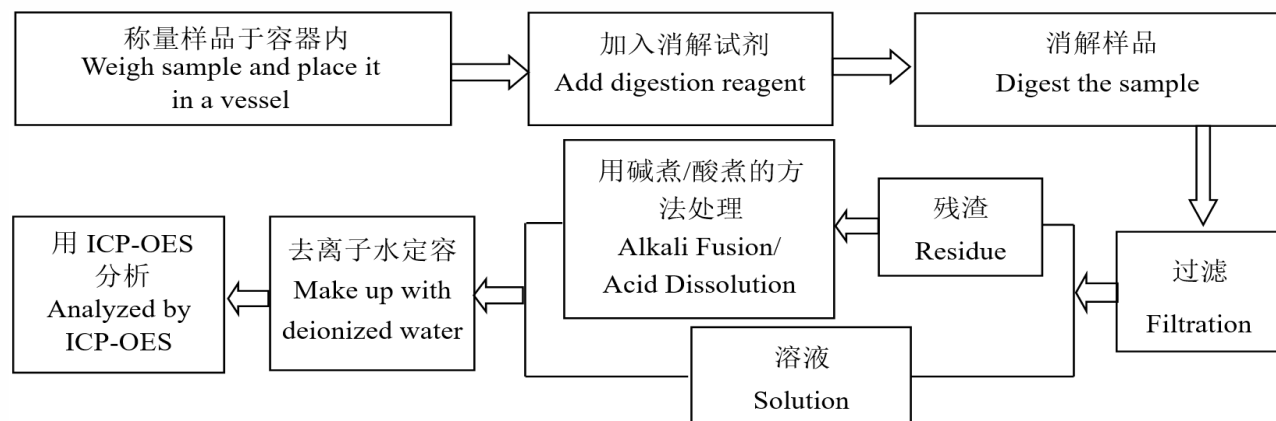 称量样品于容器内
Weigh sample and place it
in a vessel
加入消解试剂
Add digestion reagent
消解样品
Digest the sample
过滤
Filtration
残渣
Residue
用碱煮/酸煮的方
法处理
Alkali Fusion/
Acid Dissolution
溶液
Solution
去离子水定容
Make up with
deionized water
用 ICP-OES
分析
Analyzed by
ICP-OES